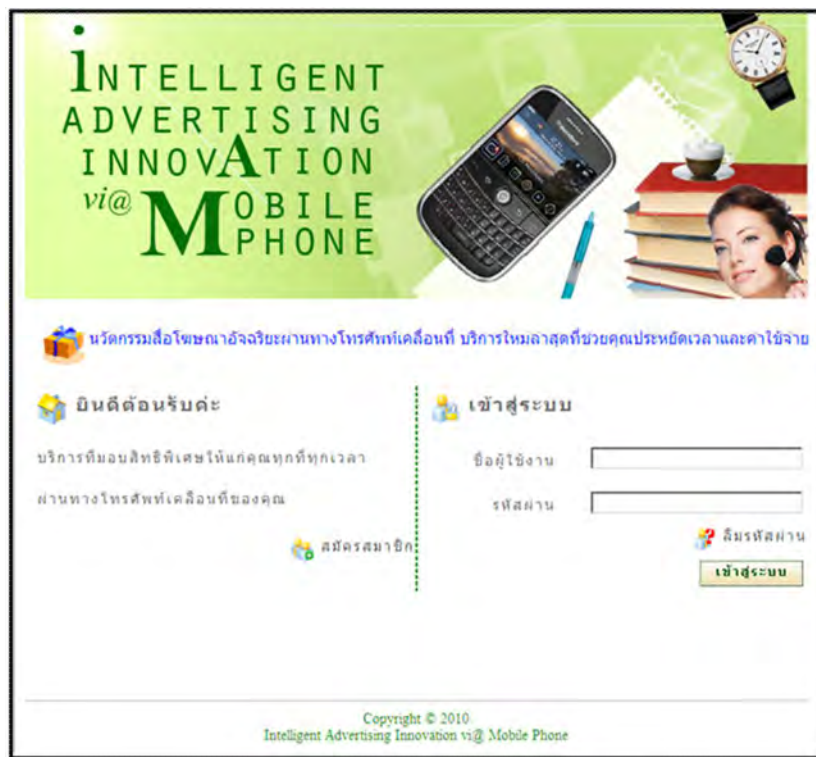 iNTELLIGENT
ADVERTISING
INNOVATION
vi@ MOBILE
PHONE
นวัตกรรมสื่อโฆษณาอัจฉริยะผ่านทางโทรศัพท์เคลื่อนที่ บริการใหม่ล่าสุดที่ช่วยคุณประหยัดเวลาและค่าใช้จ่าย
ยินดีต้อนรับค่ะ
บริการที่มอบสิทธิพิเศษให้แก่คุณทุกที่ทุกเวลา
ผ่านทางโทรศัพท์เคลื่อนที่ของคุณ
สมัครสมาชิก
เข้าสู่ระบบ
ชื่อผู้ใช้งาน
รหัสผ่าน
ลืมรหัสผ่าน
เข้าสู่ระบบ
Copyright © 2010
Intelligent Advertising Innovation vi@ Mobile Phone